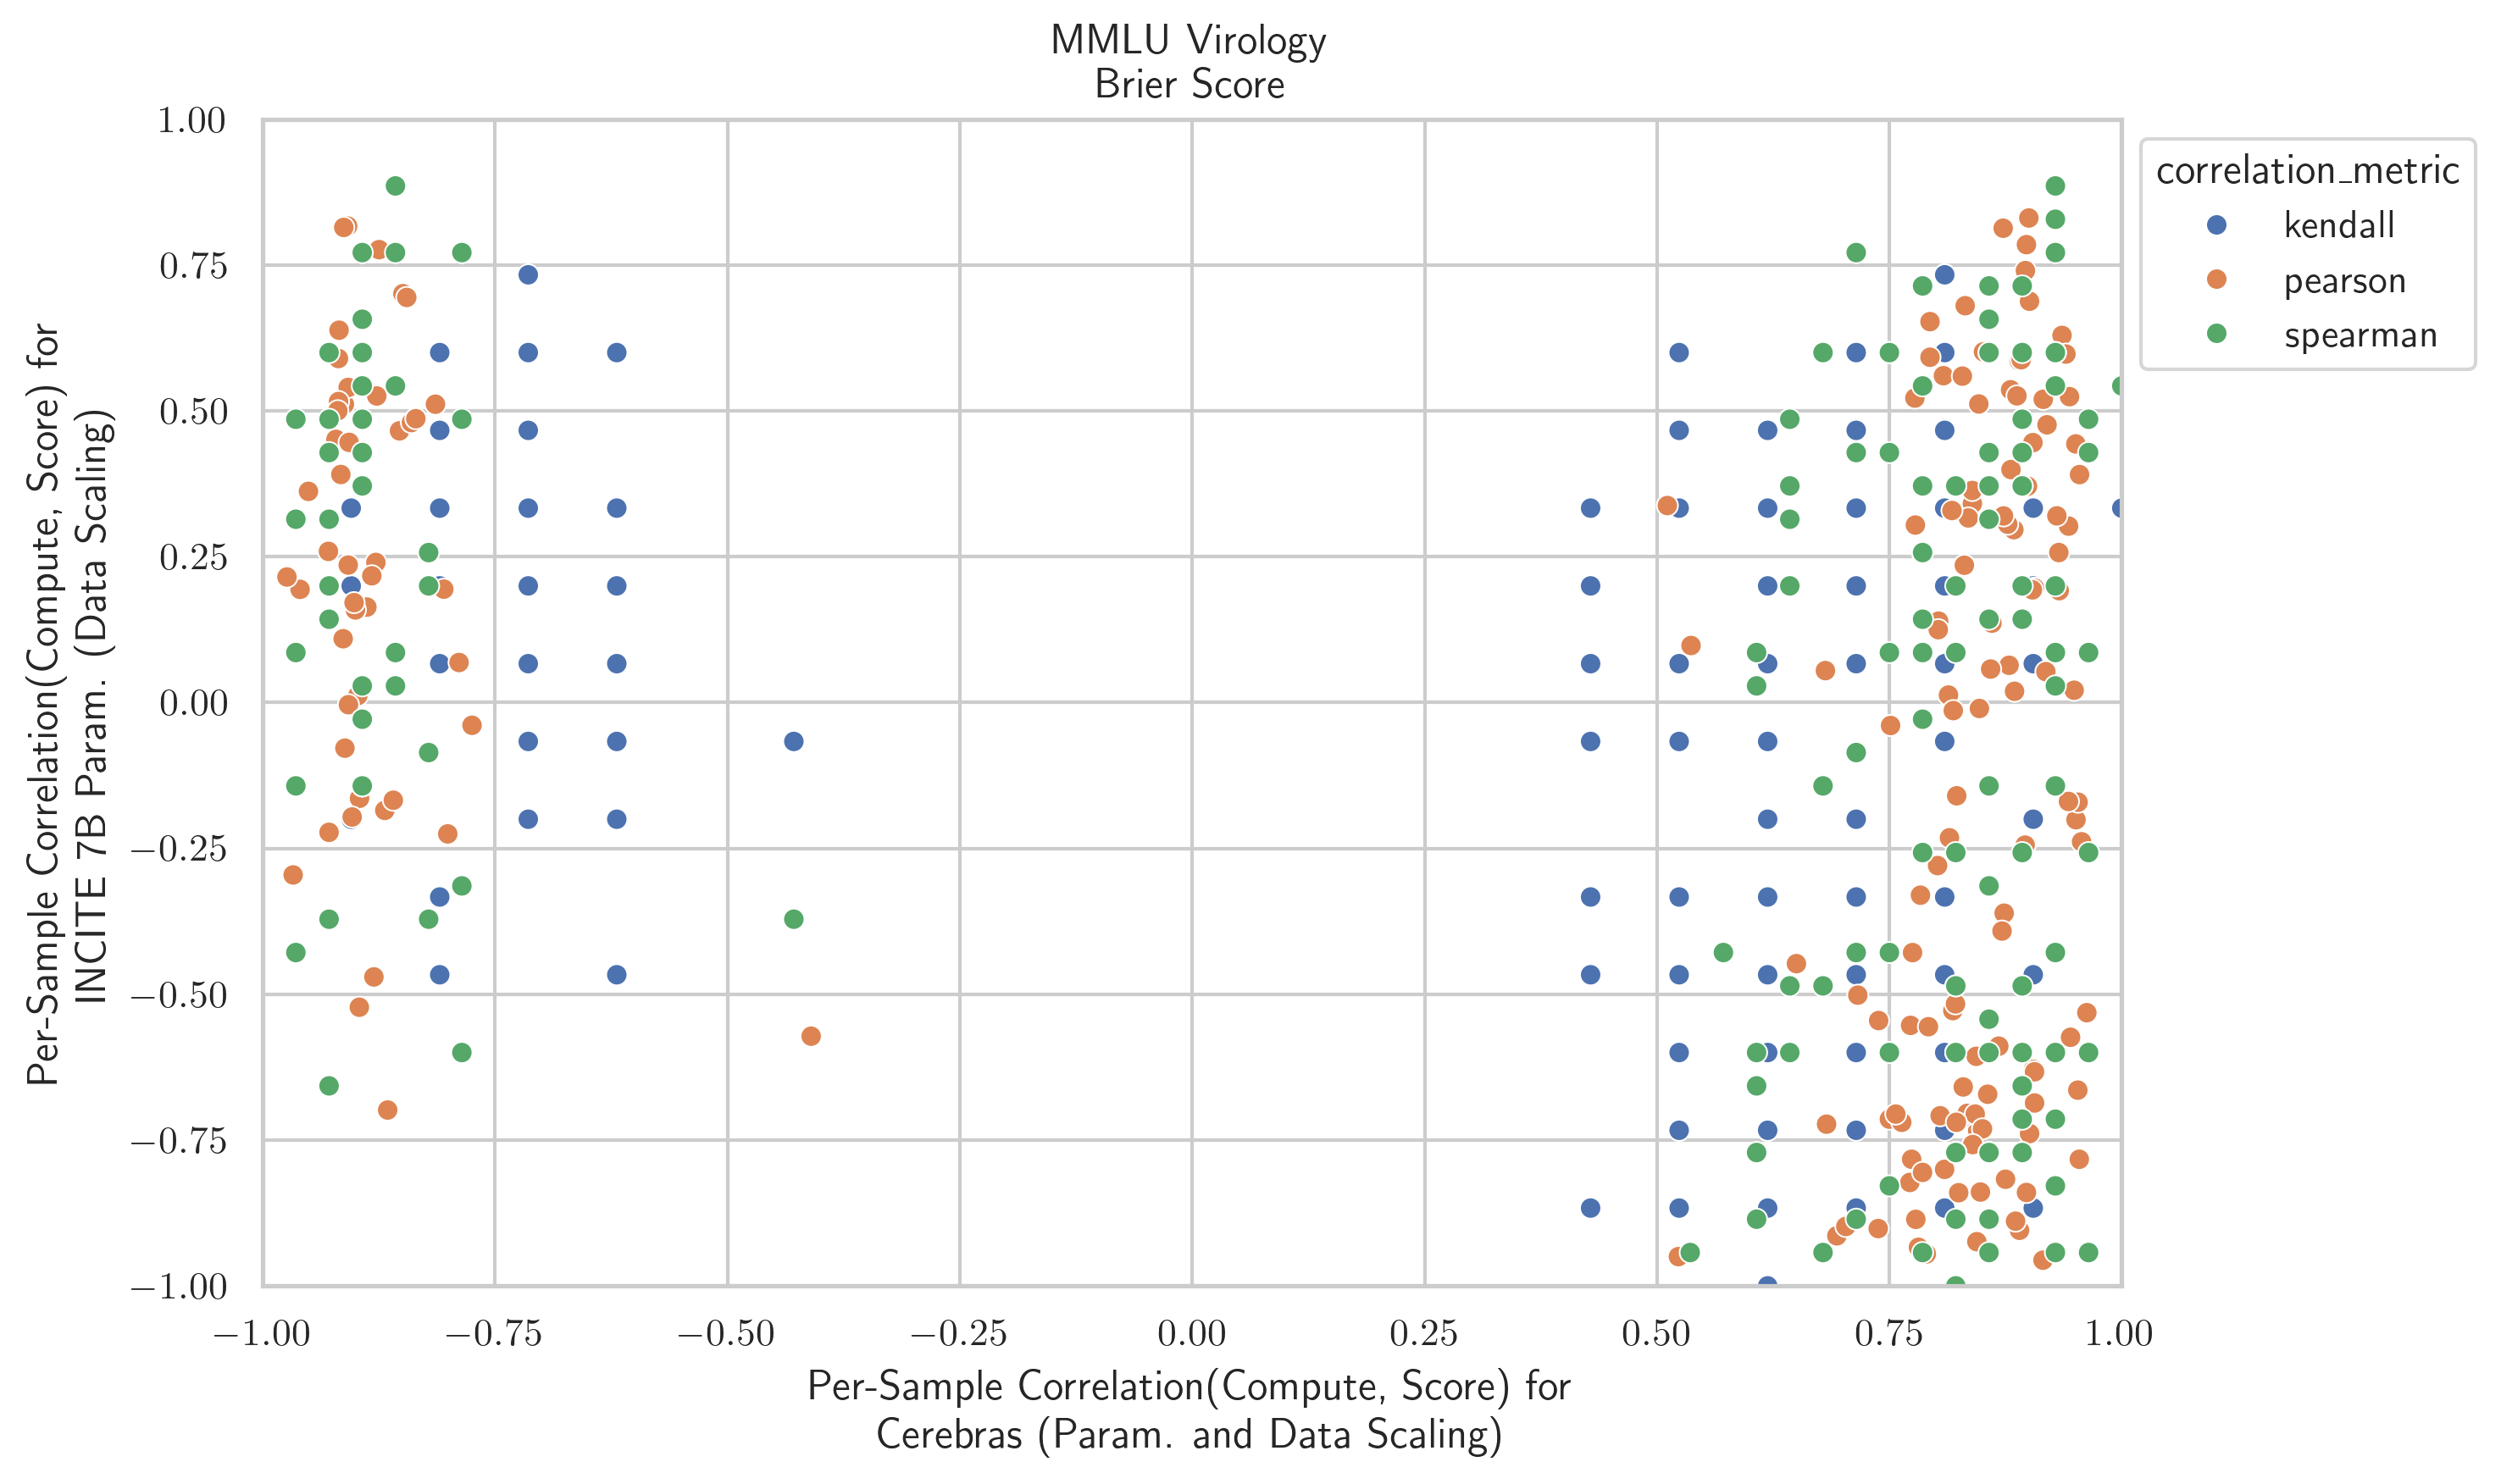 MMLU Virology
Brier Score
Per-Sample Correlation(Compute, Score) for
INCITE 7B Param. (Data Scaling)
1.00
0.75
0.50
0.25
0.00
−0.25
−0.50
−0.75
−1.00
−1.00
−0.75
−0.50
−0.25
0.00
0.25
0.50
0.75
1.00
Per-Sample Correlation(Compute, Score) for
Cerebras (Param. and Data Scaling)
correlation_metric
kendall
pearson
spearman